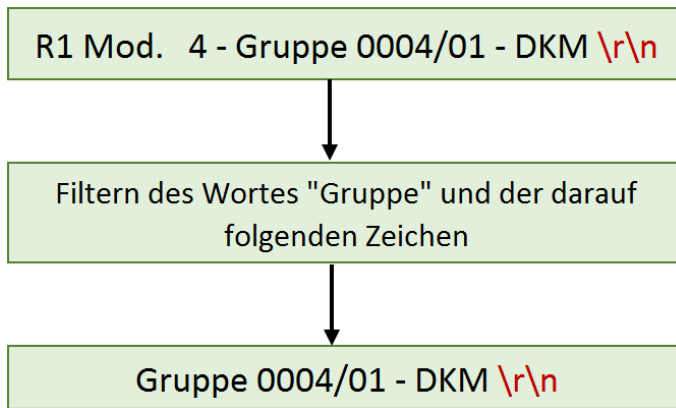 R1 Mod.   4 - Gruppe 0004/01 - DKM \r\n
Filtern des Wortes "Gruppe" und der darauf
folgenden Zeichen
Gruppe 0004/01 - DKM \r\n